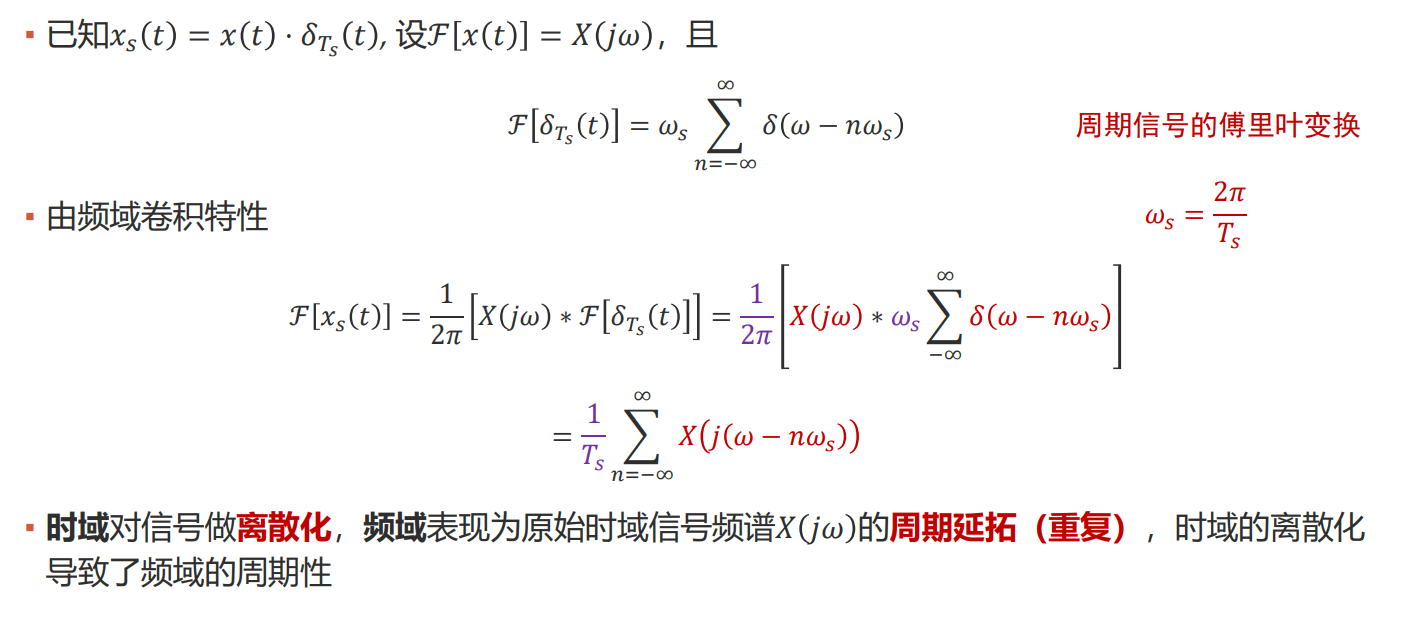 ▪ 已知$x_s(t) = x(t) \cdot \delta_{T_s}(t)$, 设$\mathcal{F}[x(t)] = X(j\omega)$，且
$\mathcal{F}[\delta_{T_s}(t)] = \omega_s \sum_{n=-\infty}^{\infty} \delta(\omega - n\omega_s)$ 周期信号的傅里叶变换
▪ 由频域卷积特性 $\omega_s = \frac{2\pi}{T_s}$
$\mathcal{F}[x_s(t)] = \frac{1}{2\pi}\left[X(j\omega) * \mathcal{F}[\delta_{T_s}(t)]\right] = \frac{1}{2\pi}\left[X(j\omega) * \omega_s \sum_{-\infty}^{\infty} \delta(\omega - n\omega_s)\right]$
$= \frac{1}{T_s} \sum_{n=-\infty}^{\infty} X(j(\omega - n\omega_s))$
▪ 时域对信号做离散化，频域表现为原始时域信号频谱$X(j\omega)$的周期延拓（重复），时域的离散化
导致了频域的周期性